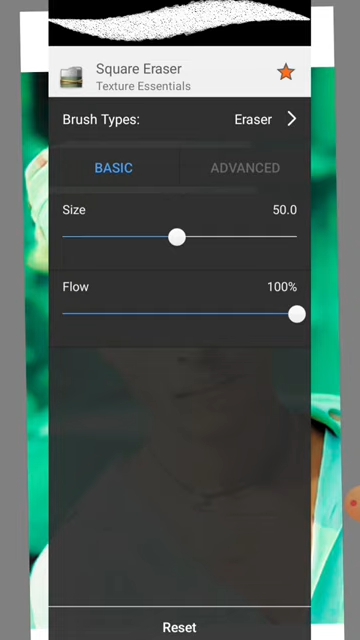 Square Eraser
Texture Essentials
Brush Types: Eraser
BASIC ADVANCED
Size 50.0
Flow 100%
Reset